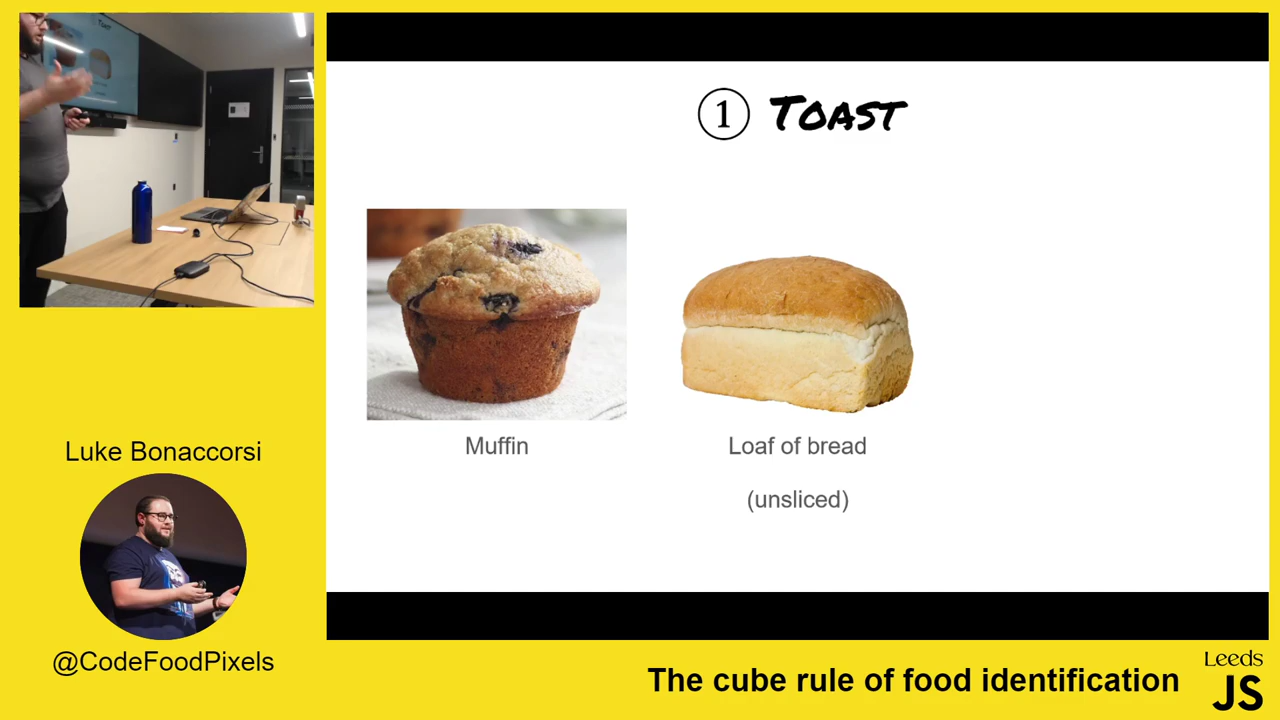 ① TOAST
Muffin
Loaf of bread
(unsliced)
Luke Bonaccorsi
@CodeFoodPixels
The cube rule of food identification
Leeds
JS